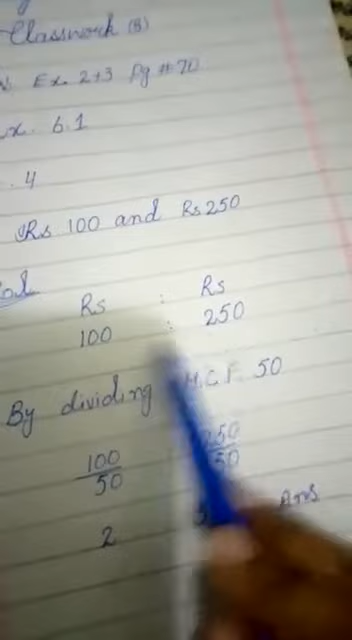 Classwork (B)
Ex. 2+3 Pg # 70
Ex. 6.1
. 4
Rs 100 and Rs 250
Sol
Rs : Rs
100 : 250
By dividing H.C.F. 50
100 250
50 50
2 Ans